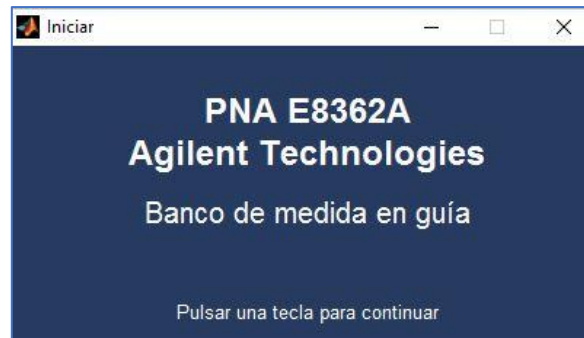 Iniciar
PNA E8362A
Agilent Technologies
Banco de medida en guía
Pulsar una tecla para continuar